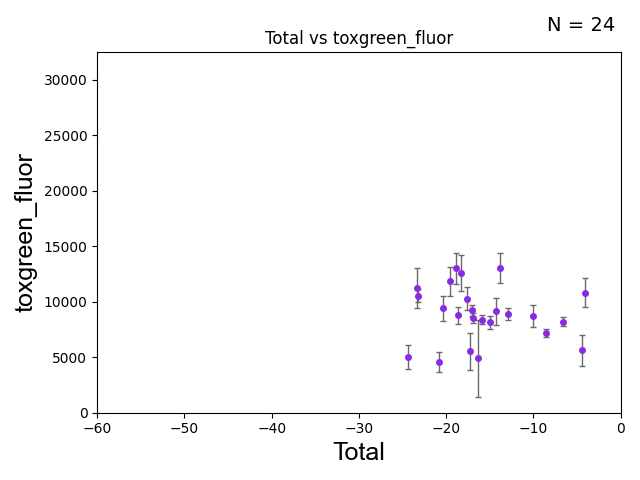 N = 24
Total vs toxgreen_fluor
30000
25000
20000
15000
10000
5000
0
toxgreen_fluor
−60 −50 −40 −30 −20 −10 0
Total